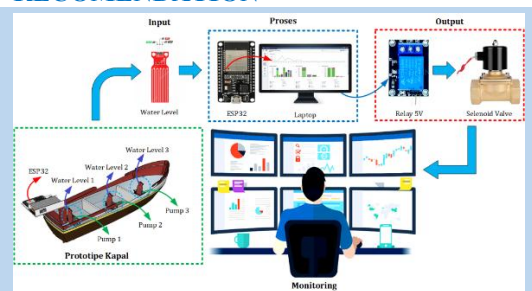 RECOMENDATION
Input
Proses
Output
Water Level
ESP32
Laptop
Relay 5V
Selenoid Valve
ESP32
Water Level 1
Water Level 2
Water Level 3
Pump 1
Pump 2
Pump 3
Prototipe Kapal
Monitoring